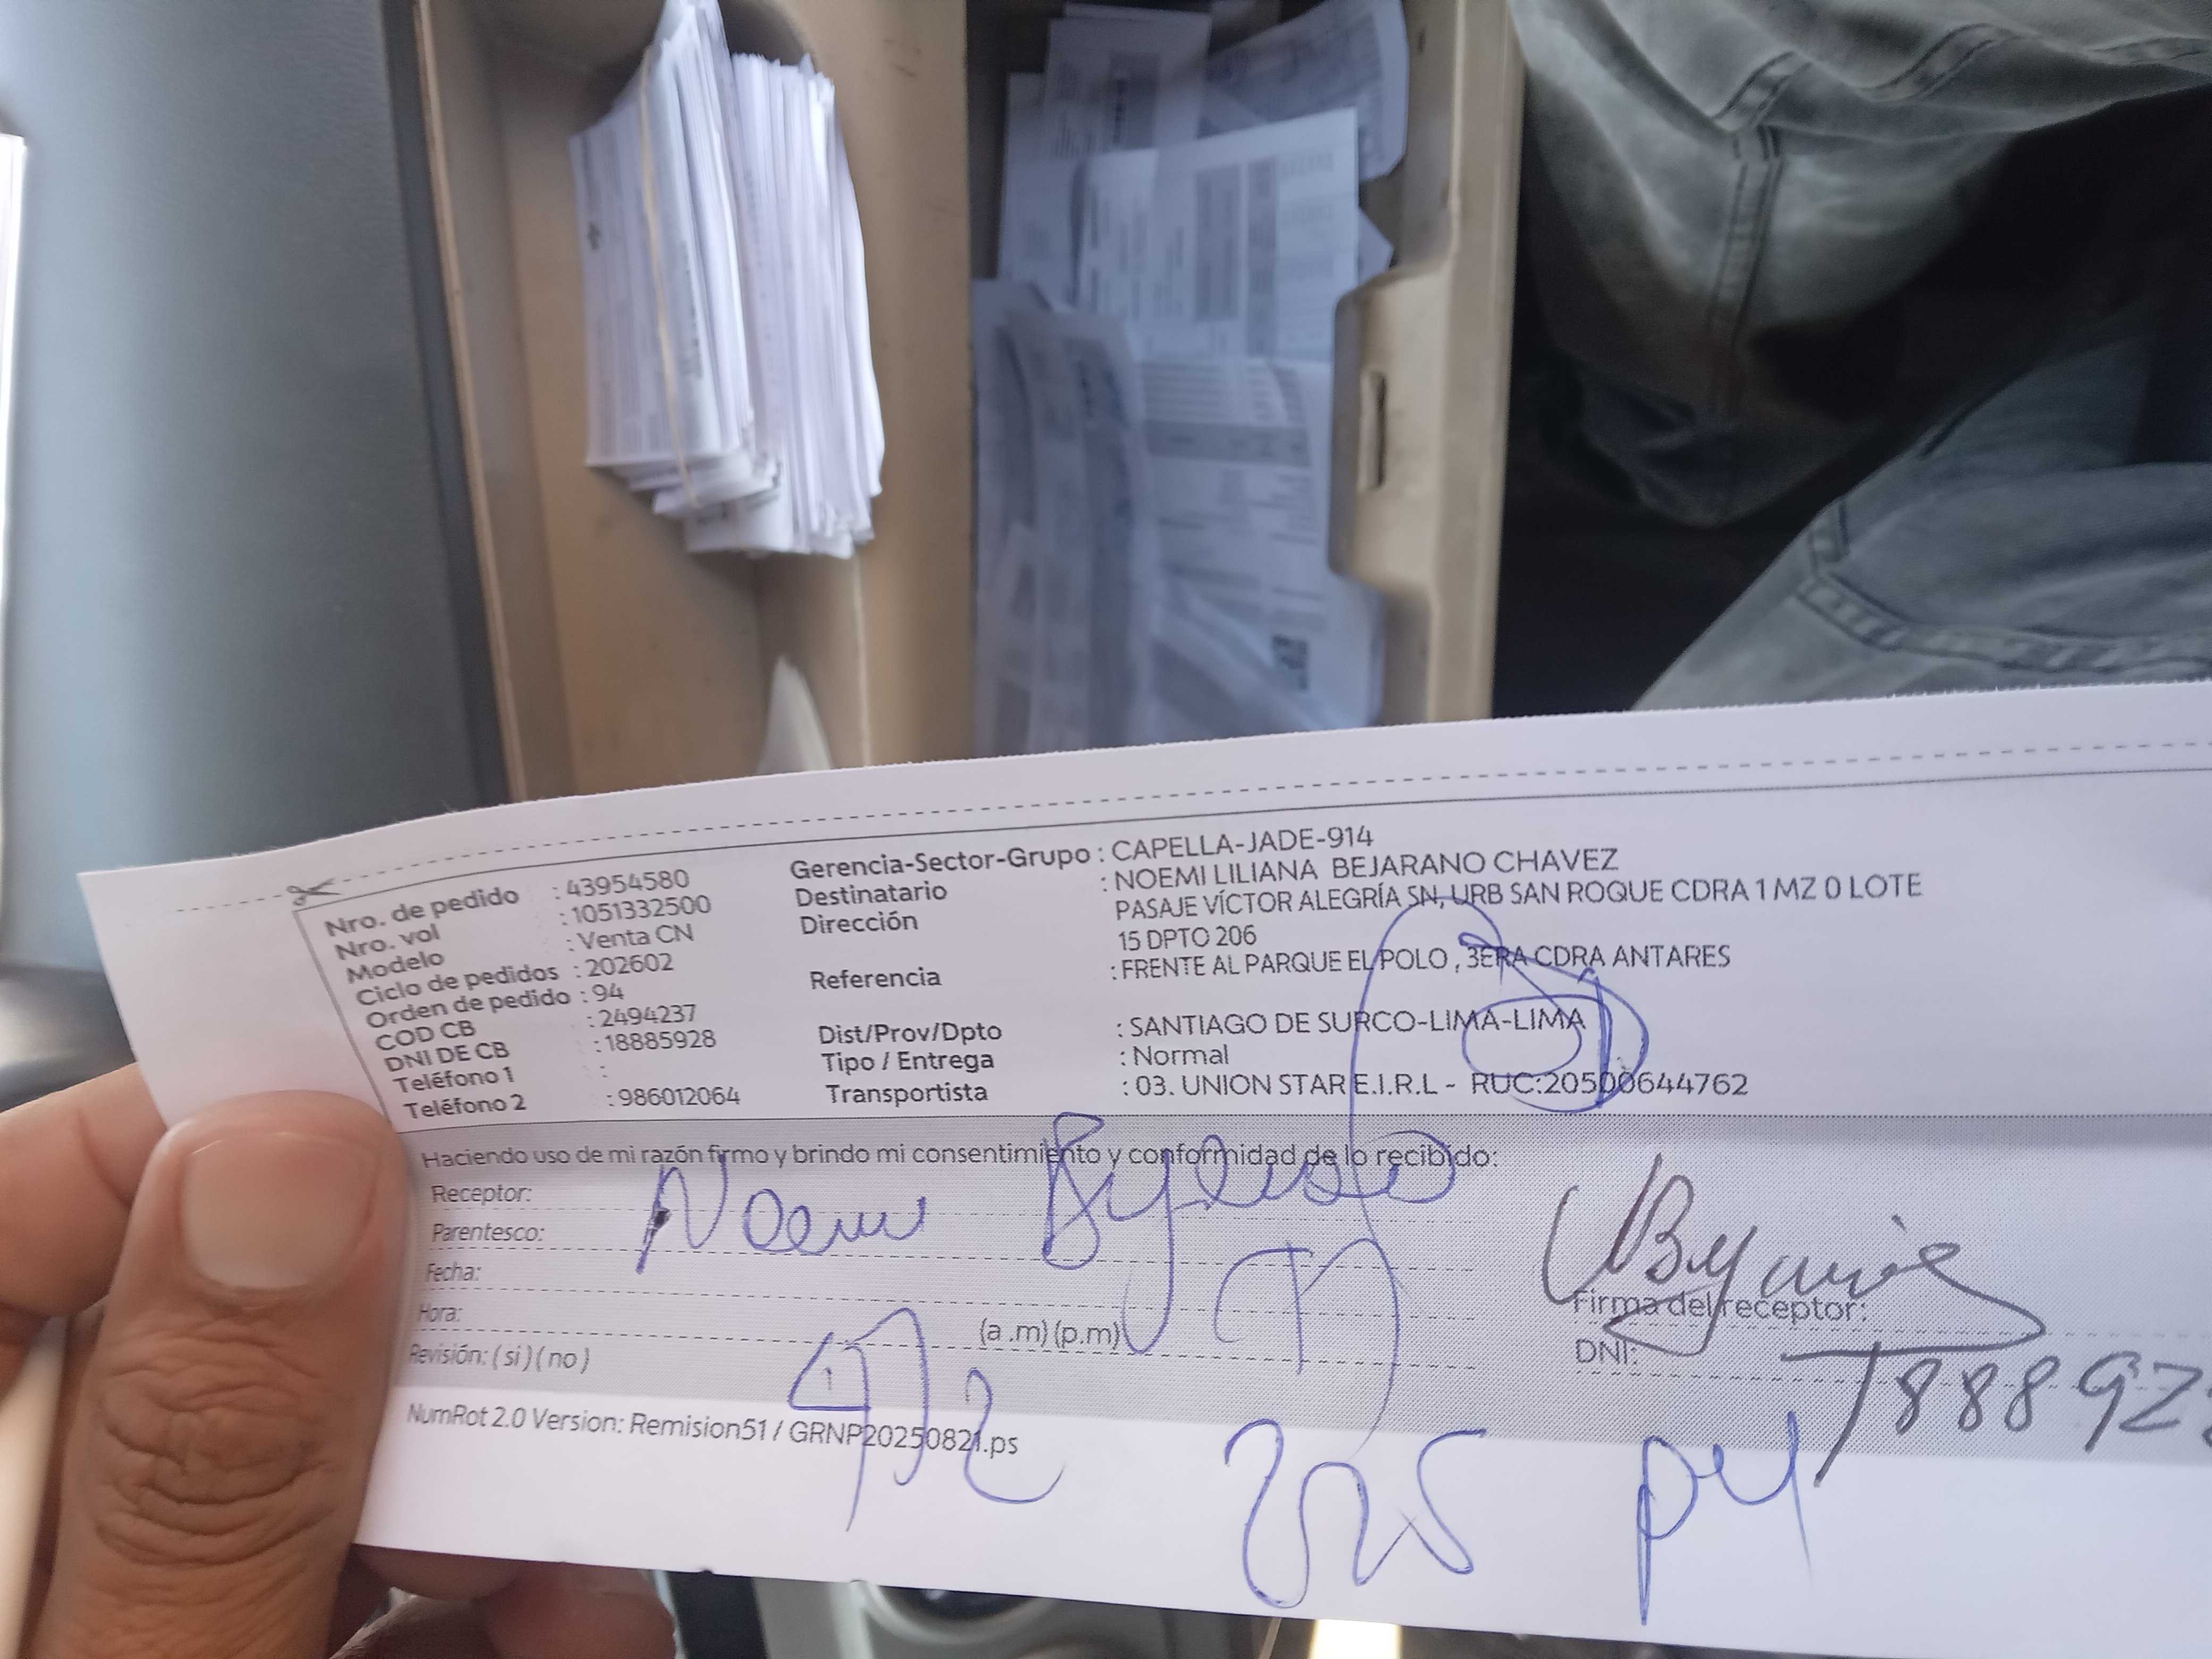 Nro. de pedido : 43954580
Nro. vol : 1051332500
Modelo : Venta CN
Ciclo de pedidos : 202602
Orden de pedido : 94
COD CB : 2494237
DNI DE CB : 18885928
Teléfono 1 :
Teléfono 2 : 986012064
Gerencia-Sector-Grupo : CAPELLA-JADE-914
Destinatario : NOEMI LILIANA BEJARANO CHAVEZ
Dirección PASAJE VÍCTOR ALEGRÍA SN, URB SAN ROQUE CDRA 1 MZ 0 LOTE
15 DPTO 206
Referencia : FRENTE AL PARQUE EL POLO , 3ERA CDRA ANTARES
Dist/Prov/Dpto : SANTIAGO DE SURCO-LIMA-LIMA
Tipo / Entrega : Normal
Transportista : 03. UNION STAR E.I.R.L - RUC:20500644762
Haciendo uso de mi razón firmo y brindo mi consentimiento y conformidad de lo recibido:
Receptor: Noemi
Parentesco:
Fecha:
Hora: (a .m) (p.m)
Revisión: ( si ) ( no )
Firma del receptor:
DNI: 188892
NumRot 2.0 Version: Remision51 / GRNP20250821.ps